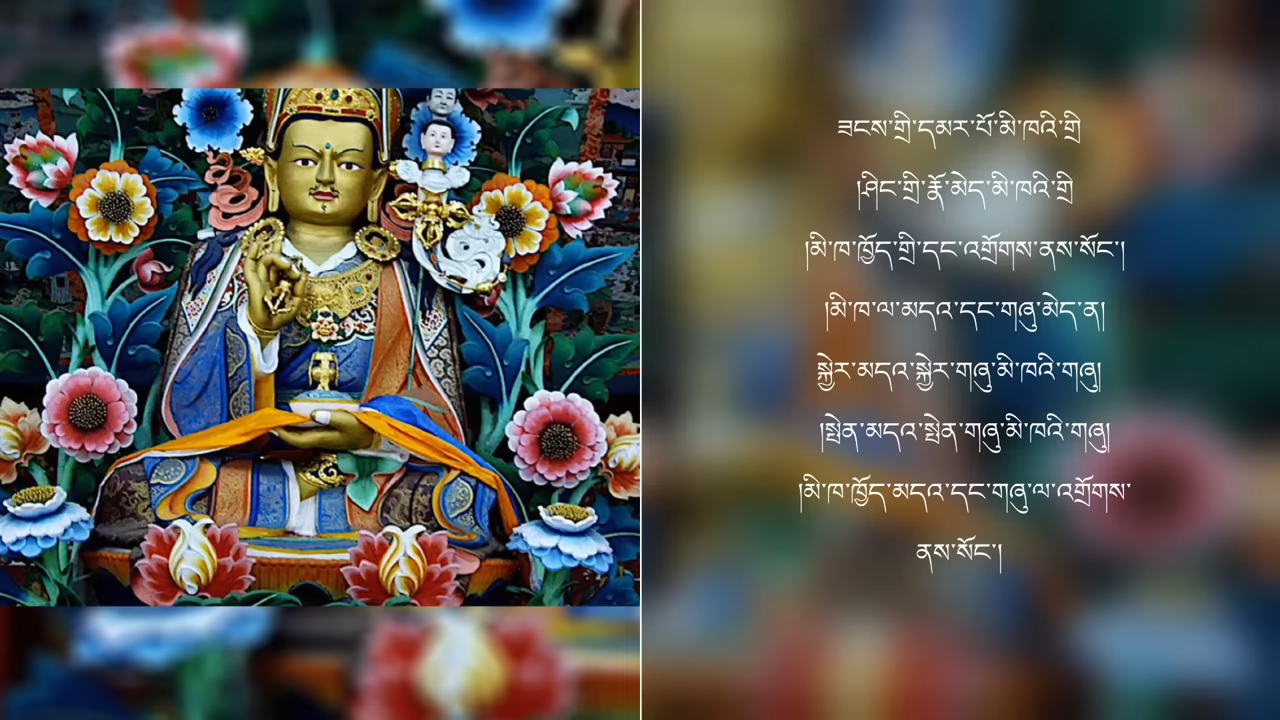 ཟངས་གྲི་དམར་པོ་མི་ཁའི་གྲི
།ཤིང་གྲི་རྣོ་མེད་མི་ཁའི་གྲི
།མི་ཁ་ཁྱོད་གྲི་དང་འགྲོགས་ནས་སོང་།
།མི་ཁ་ལ་མདའ་དང་གཞུ་མེད་ན།
སྐྱེར་མདའ་སྐྱེར་གཞུ་མི་ཁའི་གཞུ།
།སྤེན་མདའ་སྤེན་གཞུ་མི་ཁའི་གཞུ།
།མི་ཁ་ཁྱོད་མདའ་དང་གཞུ་ལ་འགྲོགས་
ནས་སོང་།